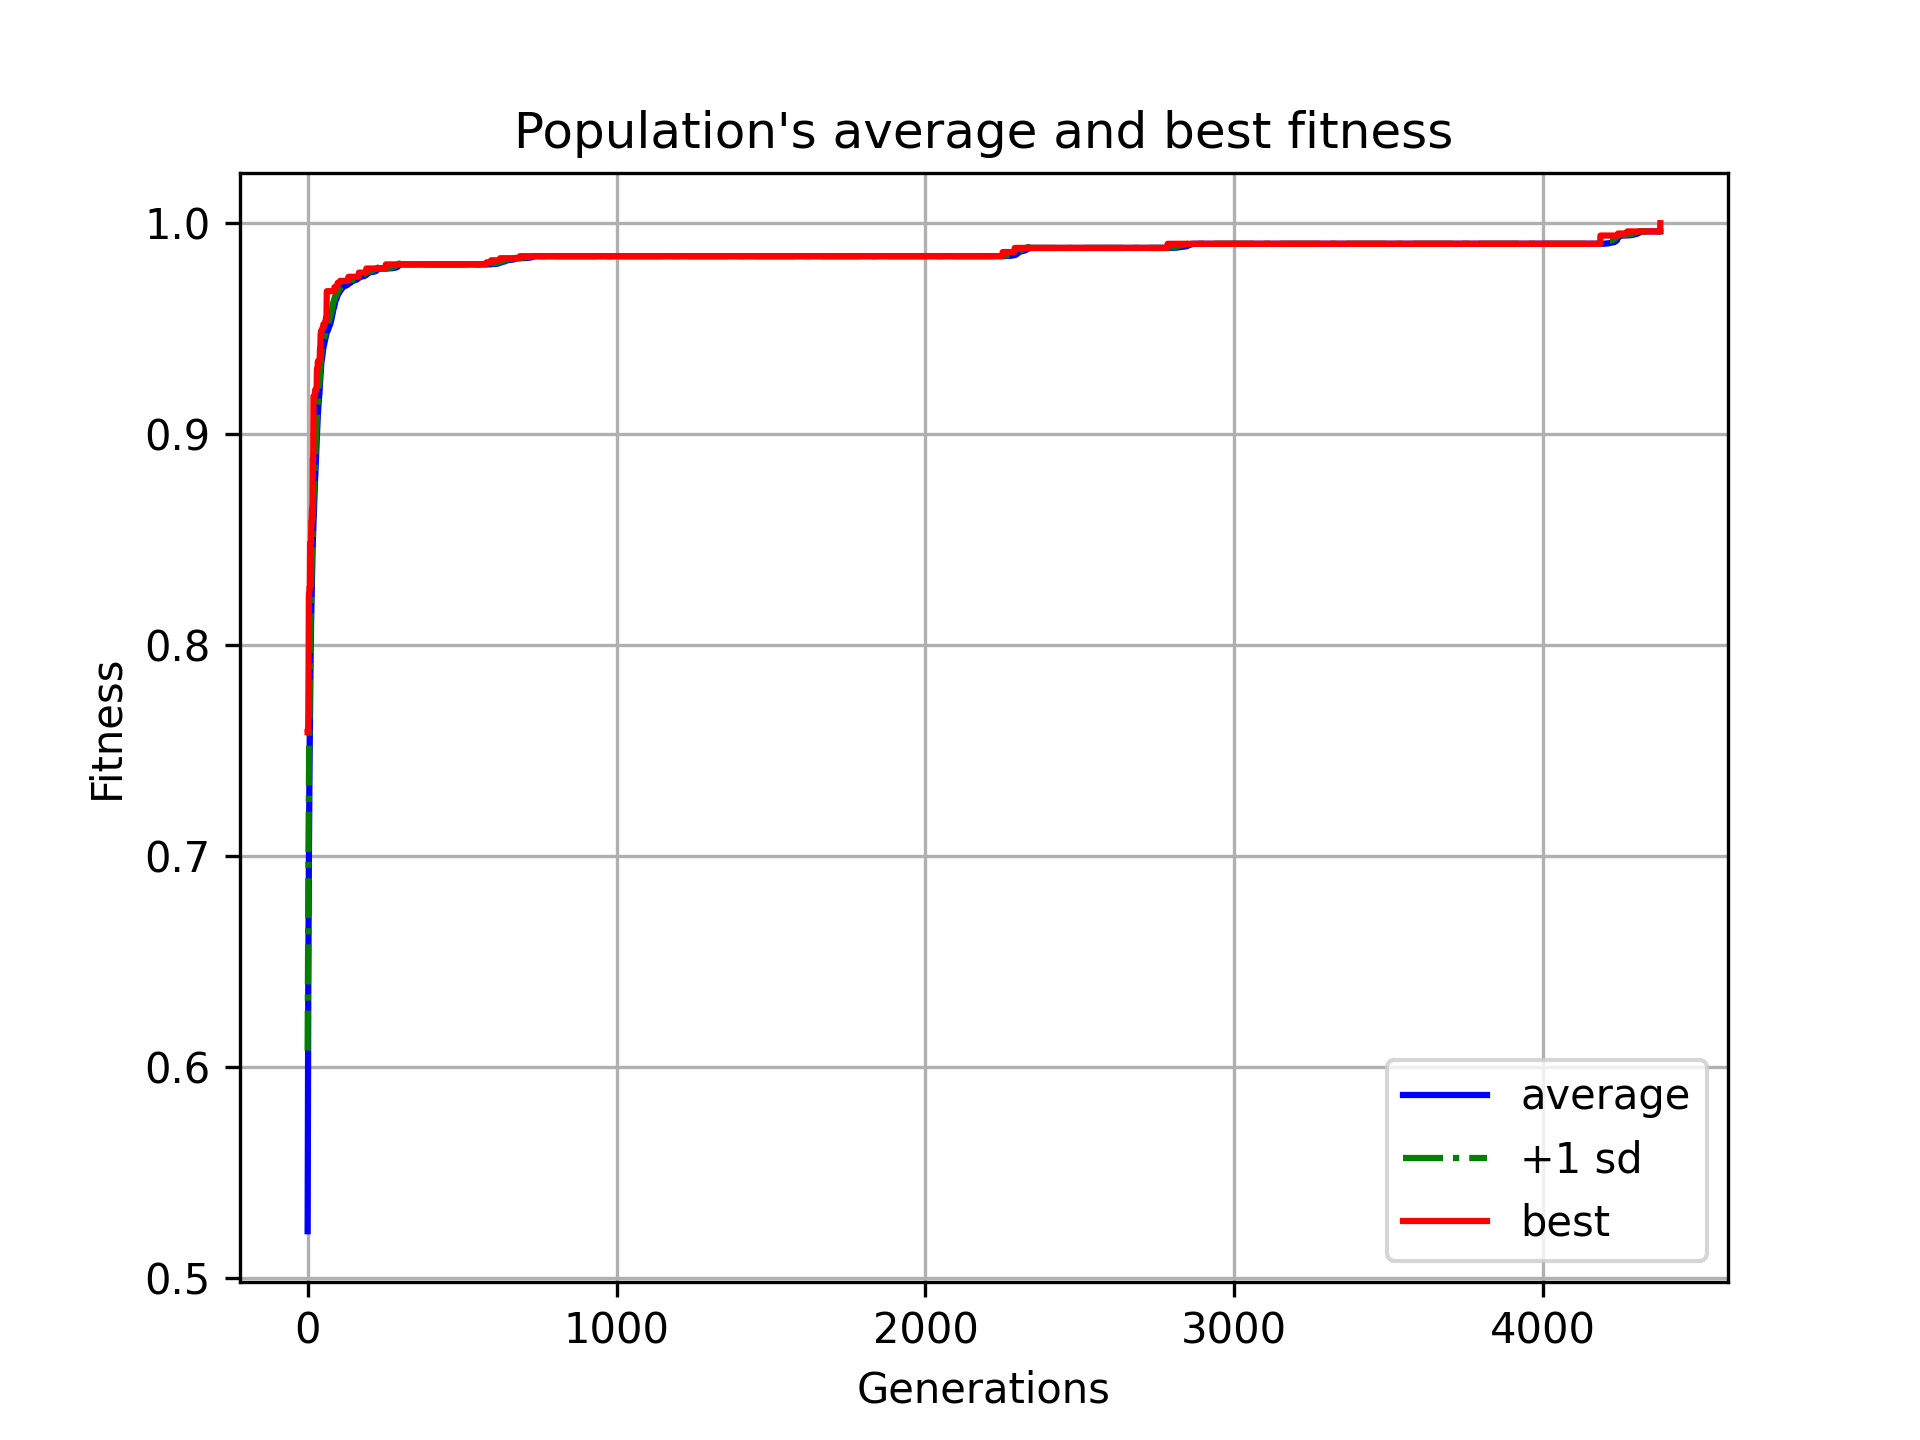 Population's average and best fitness
1.0
0.9
0.8
0.7
0.6
0.5
Fitness
0 1000 2000 3000 4000
Generations
average
+1 sd
best